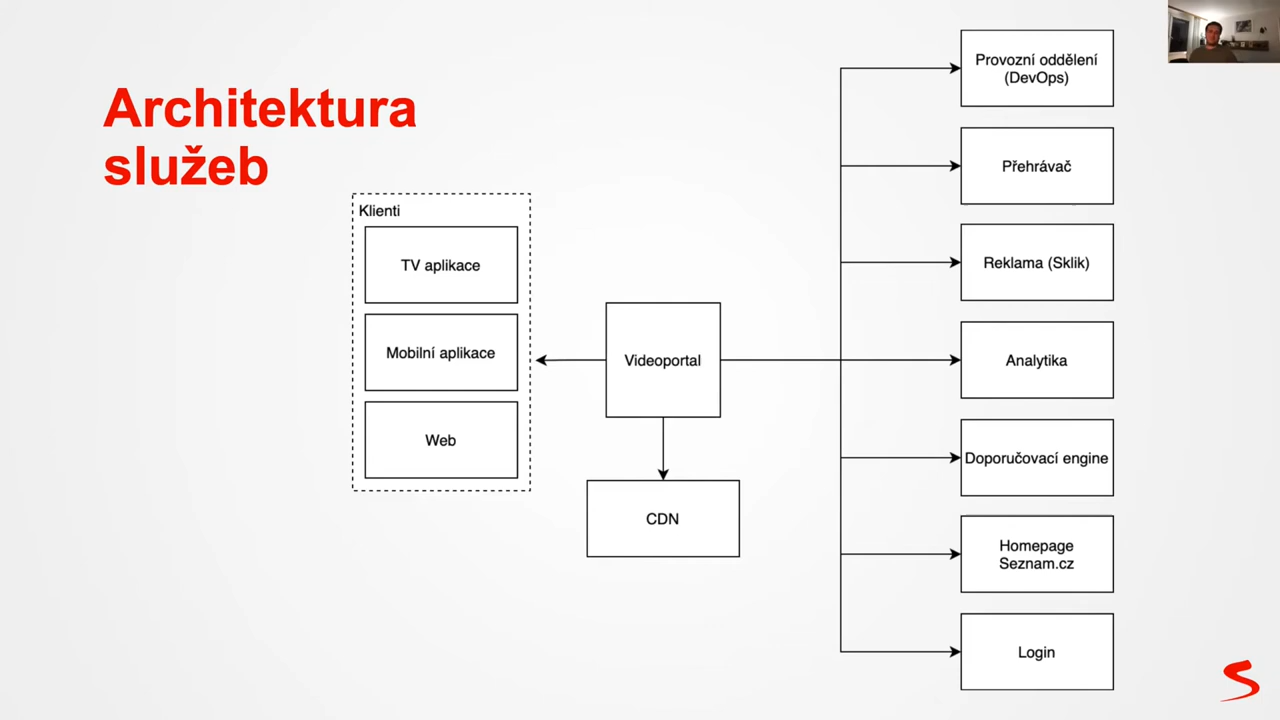 Architektura
služeb
Klienti
TV aplikace
Mobilní aplikace
Web
Videoportal
CDN
Provozní oddělení
(DevOps)
Přehrávač
Reklama (Sklik)
Analytika
Doporučovací engine
Homepage
Seznam.cz
Login